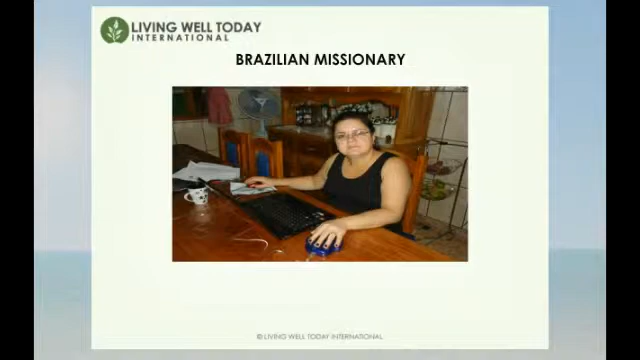 LIVING WELL TODAY
INTERNATIONAL
BRAZILIAN MISSIONARY
© LIVING WELL TODAY INTERNATIONAL